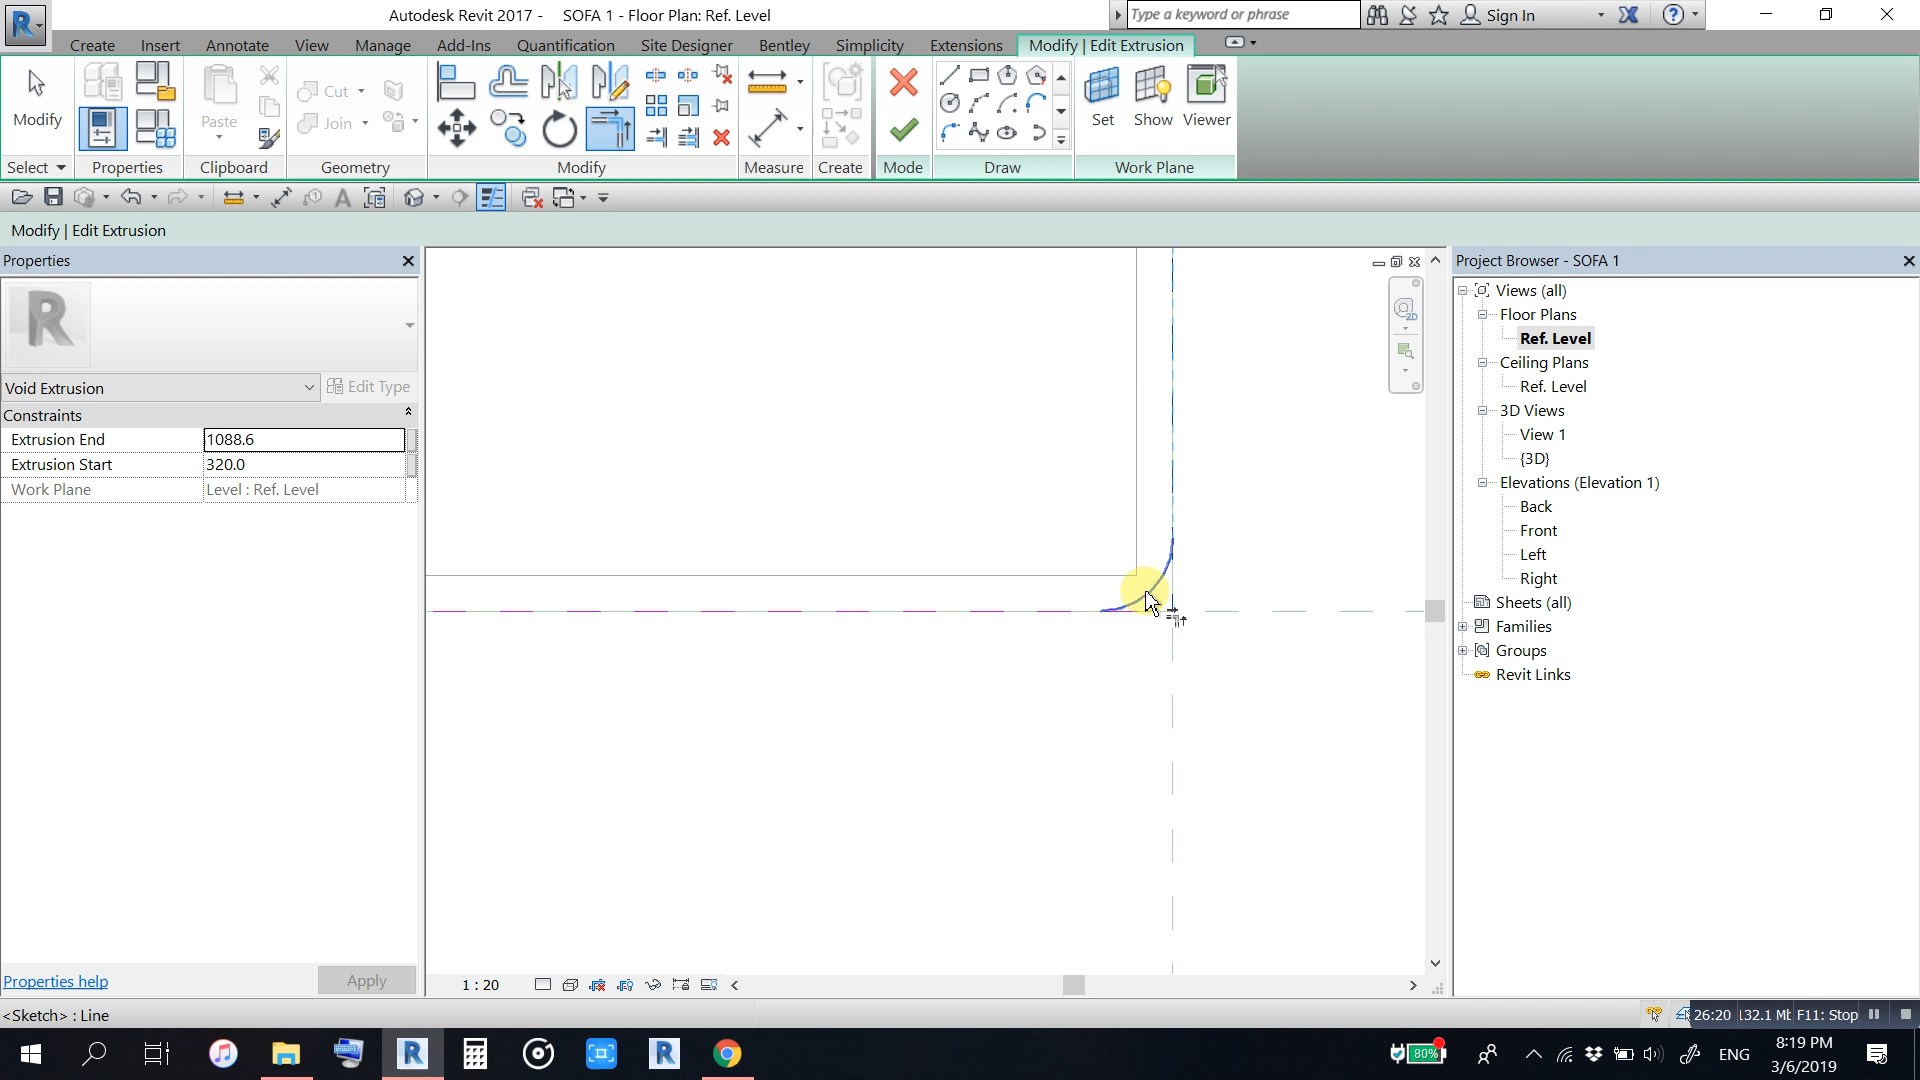 Autodesk Revit 2017 - SOFA 1 - Floor Plan: Ref. Level
Type a keyword or phrase
Sign In
Create Insert Annotate View Manage Add-Ins Quantification Site Designer Bentley Simplicity Extensions Modify | Edit Extrusion
Modify
Paste
Cut
Join
Set Show Viewer
Select Properties Clipboard Geometry Modify Measure Create Mode Draw Work Plane
Modify | Edit Extrusion
Properties
Void Extrusion
Edit Type
Constraints
Extrusion End 1088.6
Extrusion Start 320.0
Work Plane Level : Ref. Level
Properties help
Apply
2D
1 : 20
Project Browser - SOFA 1
Views (all)
Floor Plans
Ref. Level
Ceiling Plans
Ref. Level
3D Views
View 1
{3D}
Elevations (Elevation 1)
Back
Front
Left
Right
Sheets (all)
Families
Groups
Revit Links
<Sketch> : Line
26:20 132.1 Mb F11: Stop
80%
ENG
8:19 PM
3/6/2019